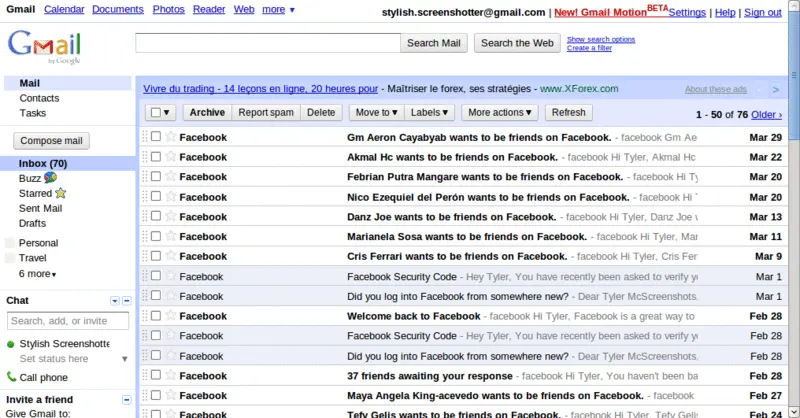 Gmail Calendar Documents Photos Reader Web more ▼
stylish.screenshotter@gmail.com | New! Gmail Motion BETA Settings | Help | Sign out
Gmail by Google
Search Mail Search the Web Show search options
Create a filter
Mail
Contacts
Tasks
Compose mail
Inbox (70)
Buzz
Starred
Sent Mail
Drafts
Personal
Travel
6 more▼
Chat
Search, add, or invite
Stylish Screenshotte
Set status here ▼
Call phone
Invite a friend
Give Gmail to:
Vivre du trading - 14 leçons en ligne, 20 heures pour - Maîtriser le forex, ses stratégies - www.XForex.com About these ads >
Archive Report spam Delete Move to ▼ Labels ▼ More actions ▼ Refresh 1 - 50 of 76 Older ›
Facebook Gm Aeron Cayabyab wants to be friends on Facebook. - facebook Gm Ae Mar 29
Facebook Akmal Hc wants to be friends on Facebook. - facebook Hi Tyler, Akmal Hc Mar 22
Facebook Febrian Putra Mangare wants to be friends on Facebook. - facebook Hi Ty Mar 20
Facebook Nico Ezequiel del Perón wants to be friends on Facebook. - facebook Hi Mar 20
Facebook Danz Joe wants to be friends on Facebook. - facebook Hi Tyler, Danz Joe Mar 13
Facebook Marianela Sosa wants to be friends on Facebook. - facebook Hi Tyler, Mar Mar 11
Facebook Cris Ferrari wants to be friends on Facebook. - facebook Hi Tyler, Cris Fer Mar 9
Facebook Facebook Security Code - Hey Tyler, You have recently been asked to verify yo Mar 1
Facebook Did you log into Facebook from somewhere new? - Dear Tyler McScreenshots, Mar 1
Facebook Welcome back to Facebook - facebook Hi Tyler, Facebook is a great way to Feb 28
Facebook Facebook Security Code - Hey Tyler, You have recently been asked to verify yo Feb 28
Facebook Did you log into Facebook from somewhere new? - Dear Tyler McScreenshots, Feb 28
Facebook 37 friends awaiting your response - facebook Hi Tyler, You haven't been ba Feb 28
Facebook Maya Angela King-acevedo wants to be friends on Facebook. - facebook Feb 27
Facebook Tefy Gelis wants to be friends on Facebook. - facebook Hi Tyler, Tefy Gelis Feb 24